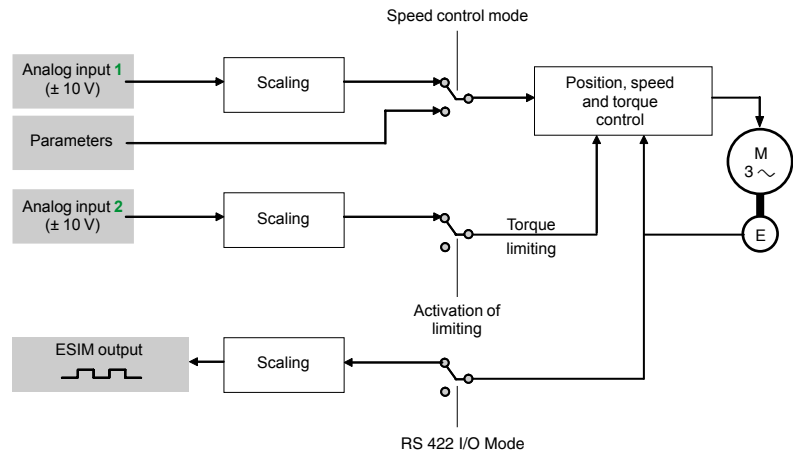 Speed control mode
Analog input 1
(± 10 V)
Scaling
Position, speed
and torque
control
Parameters
M
3 ~
Analog input 2
(± 10 V)
Scaling
Torque
limiting
E
Activation of
limiting
ESIM output
Scaling
RS 422 I/O Mode